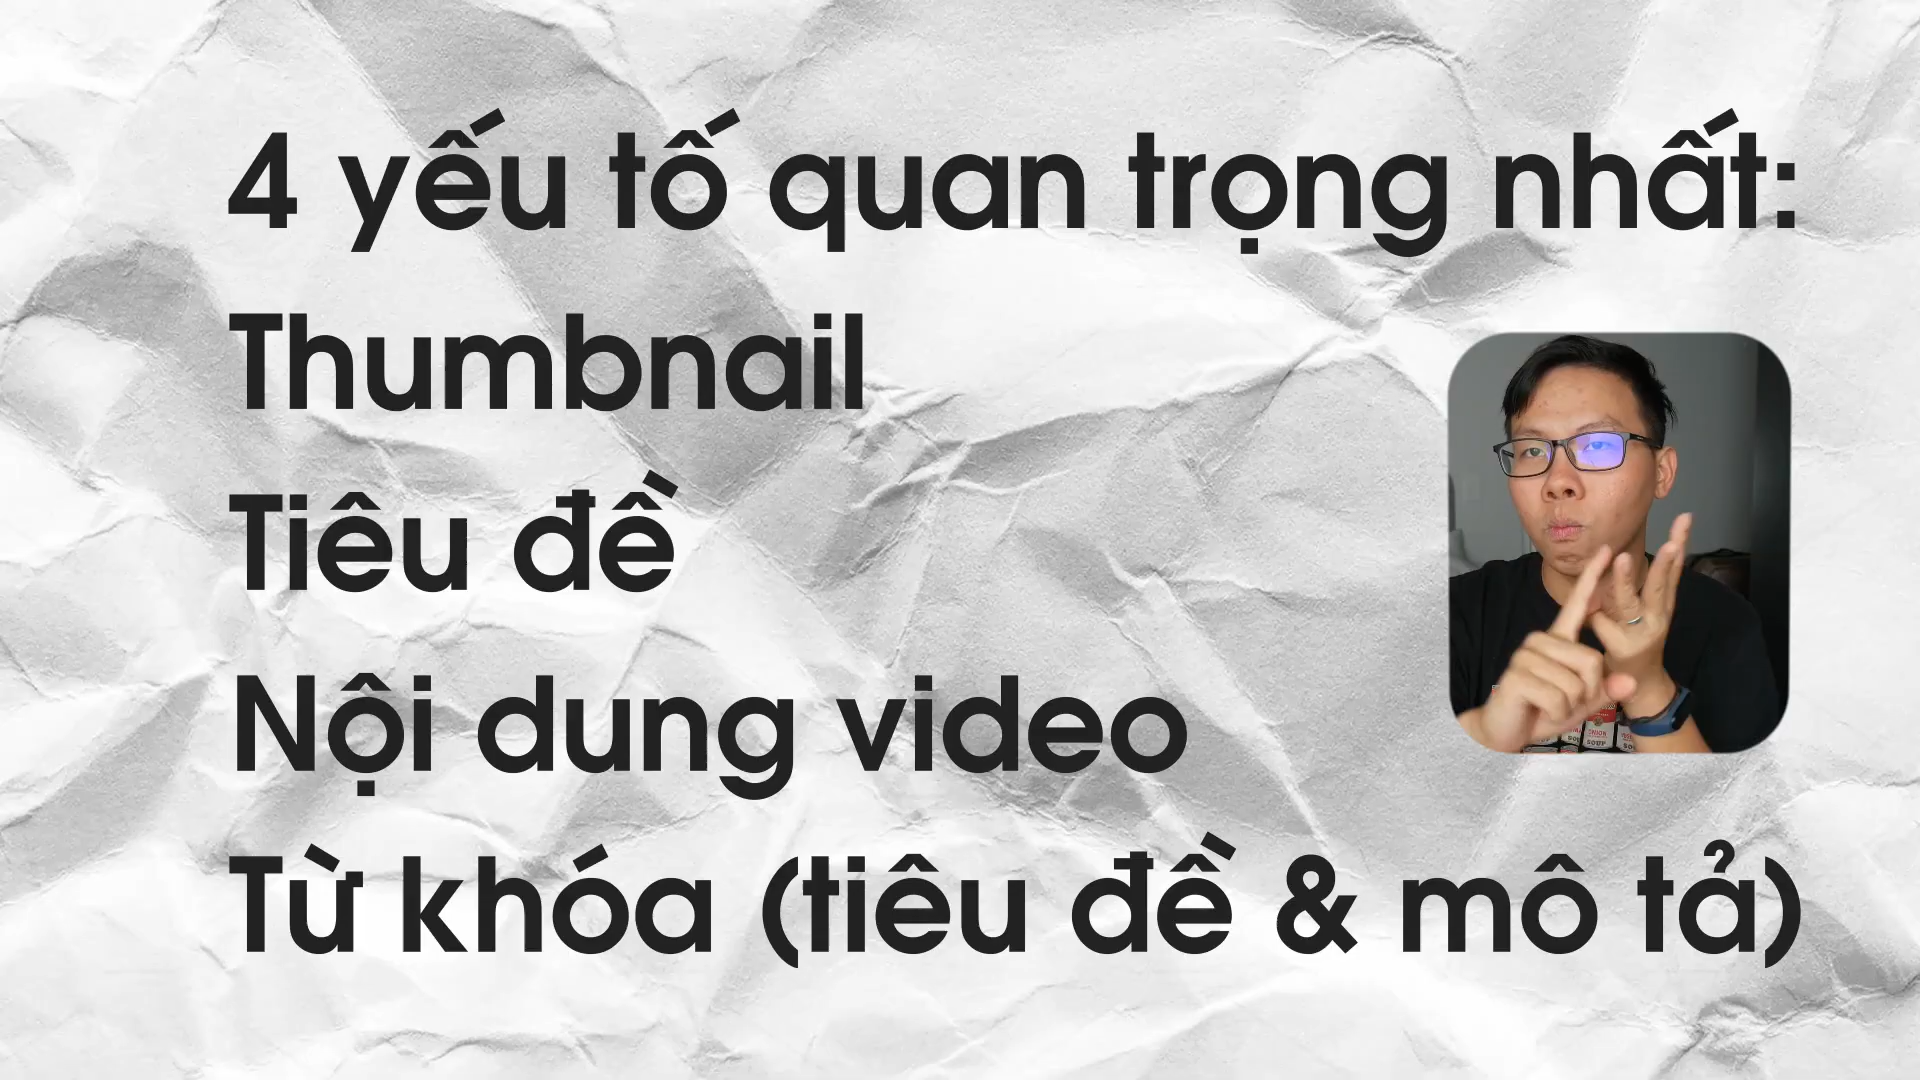 4 yếu tố quan trọng nhất:
Thumbnail
Tiêu đề
Nội dung video
Từ khóa (tiêu đề & mô tả)